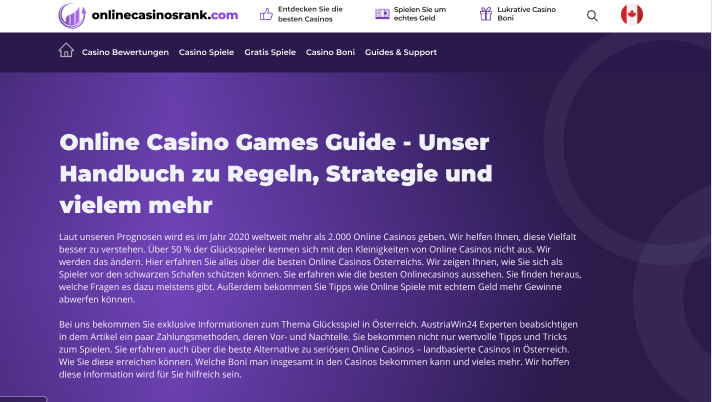 onlinecasinosrank.com
Entdecken Sie die
besten Casinos
Spielen Sie um
echtes Geld
Lukrative Casino
Boni
Casino Bewertungen Casino Spiele Gratis Spiele Casino Boni Guides & Support
Online Casino Games Guide - Unser
Handbuch zu Regeln, Strategie und
vielem mehr
Laut unseren Prognosen wird es im Jahr 2020 weltweit mehr als 2.000 Online Casinos geben. Wir helfen Ihnen, diese Vielfalt
besser zu verstehen. Über 50 % der Glücksspieler kennen sich mit den Kleinigkeiten von Online Casinos nicht aus. Wir
werden das ändern. Hier erfahren Sie alles über die besten Online Casinos Österreichs. Wir zeigen Ihnen, wie Sie sich als
Spieler vor den schwarzen Schafen schützen können. Sie erfahren wie die besten Onlinecasinos aussehen. Sie finden heraus,
welche Fragen es dazu meistens gibt. Außerdem bekommen Sie Tipps wie Online Spiele mit echtem Geld mehr Gewinne
abwerfen können.
Bei uns bekommen Sie exklusive Informationen zum Thema Glücksspiel in Österreich. AustriaWin24 Experten beabsichtigen
in dem Artikel ein paar Zahlungsmethoden, deren Vor- und Nachteile. Sie bekommen nicht nur wertvolle Tipps und Tricks
zum Spielen. Sie erfahren auch über die beste Alternative zu seriösen Online Casinos – landbasierte Casinos in Österreich.
Wie Sie diese erreichen können. Welche Boni man insgesamt in den Casinos bekommen kann und vieles mehr. Wir hoffen
diese Information wird für Sie hilfreich sein.